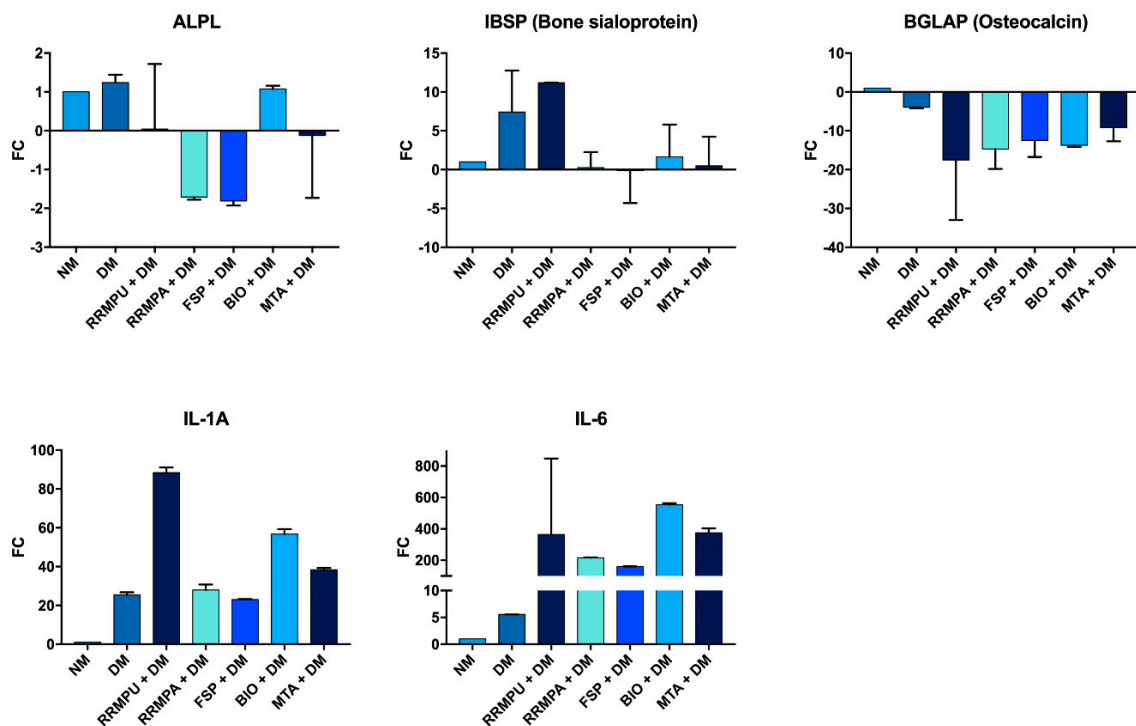 ALPL
FC
2
1
0
-1
-2
-3
NM
DM
RRMPU + DM
RRMPA + DM
FSP + DM
BIO + DM
MTA + DM
IBSP (Bone sialoprotein)
FC
15
10
5
0
-5
-10
NM
DM
RRMPU + DM
RRMPA + DM
FSP + DM
BIO + DM
MTA + DM
BGLAP (Osteocalcin)
FC
10
0
-10
-20
-30
-40
NM
DM
RRMPU + DM
RRMPA + DM
FSP + DM
BIO + DM
MTA + DM
IL-1A
FC
100
80
60
40
20
0
NM
DM
RRMPU + DM
RRMPA + DM
FSP + DM
BIO + DM
MTA + DM
IL-6
FC
800
600
400
200
10
5
0
NM
DM
RRMPU + DM
RRMPA + DM
FSP + DM
BIO + DM
MTA + DM